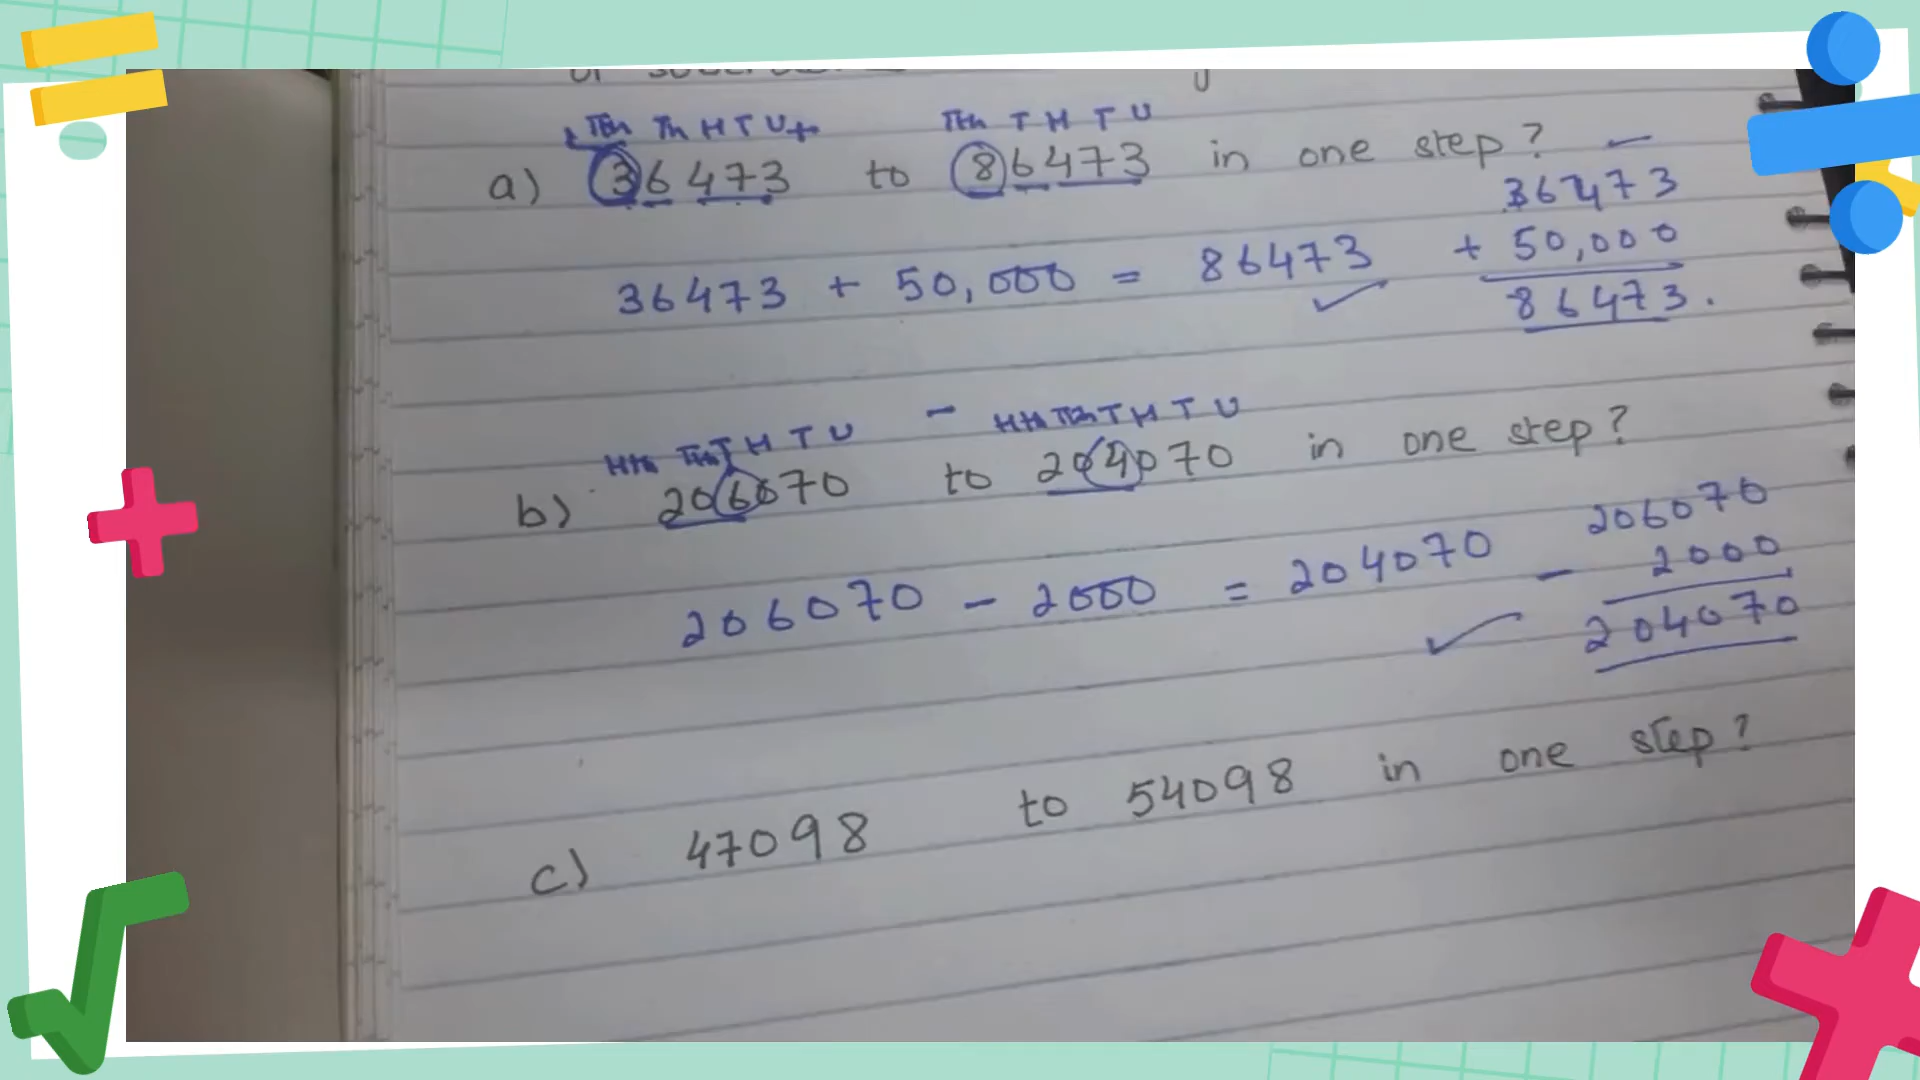 TTh Th H T U + TTh T H T U
a) 36473 to 86473 in one step?
36473
36473 + 50,000 = 86473 ✓ + 50,000
86473.
HTh TTh T H T U - HTh TTh T H T U
b) 206070 to 204070 in one step?
206070
206070 - 2000 = 204070 ✓ - 2000
204070
c) 47098 to 54098 in one step?